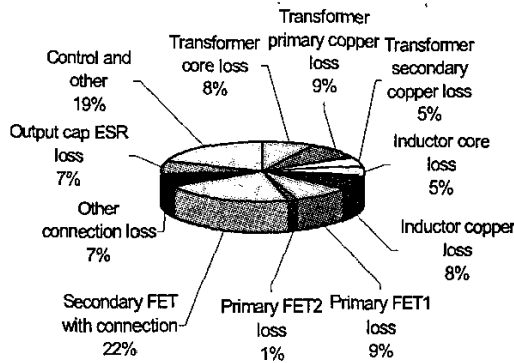 Transformer
core loss
8%
Transformer
primary copper
loss
9%
Transformer
secondary
copper loss
5%
Inductor core
loss
5%
Inductor copper
loss
8%
Primary FET1
loss
9%
Primary FET2
loss
1%
Secondary FET
with connection
22%
Other
connection loss
7%
Output cap ESR
loss
7%
Control and
other
19%